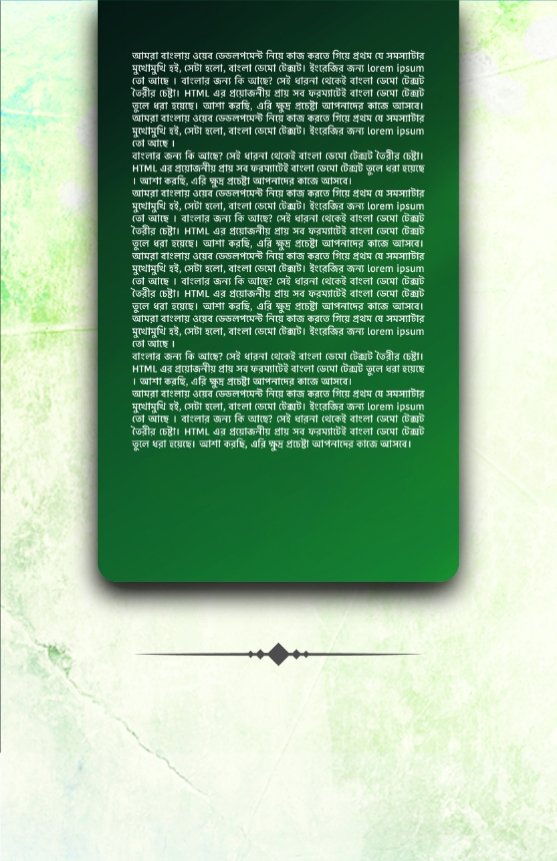 আমরা বাংলায় ওয়েব ডেভলপমেন্ট নিয়ে কাজ করতে গিয়ে প্রথম যে সমস্যাটার
মুখোমুখি হই, সেটা হলো, বাংলা ডেমো টেক্সট। ইংরেজির জন্য lorem ipsum
তো আছে । বাংলার জন্য কি আছে? সেই ধারনা থেকেই বাংলা ডেমো টেক্সট
তৈরীর চেষ্টা। HTML এর প্রয়োজনীয় প্রায় সব ফরম্যাটেই বাংলা ডেমো টেক্সট
তুলে ধরা হয়েছে। আশা করছি, এরি ক্ষুদ্র প্রচেষ্টা আপনাদের কাজে আসবে।
আমরা বাংলায় ওয়েব ডেভলপমেন্ট নিয়ে কাজ করতে গিয়ে প্রথম যে সমস্যাটার
মুখোমুখি হই, সেটা হলো, বাংলা ডেমো টেক্সট। ইংরেজির জন্য lorem ipsum
তো আছে ।
বাংলার জন্য কি আছে? সেই ধারনা থেকেই বাংলা ডেমো টেক্সট তৈরীর চেষ্টা।
HTML এর প্রয়োজনীয় প্রায় সব ফরম্যাটেই বাংলা ডেমো টেক্সট তুলে ধরা হয়েছে
। আশা করছি, এরি ক্ষুদ্র প্রচেষ্টা আপনাদের কাজে আসবে।
আমরা বাংলায় ওয়েব ডেভলপমেন্ট নিয়ে কাজ করতে গিয়ে প্রথম যে সমস্যাটার
মুখোমুখি হই, সেটা হলো, বাংলা ডেমো টেক্সট। ইংরেজির জন্য lorem ipsum
তো আছে । বাংলার জন্য কি আছে? সেই ধারনা থেকেই বাংলা ডেমো টেক্সট
তৈরীর চেষ্টা। HTML এর প্রয়োজনীয় প্রায় সব ফরম্যাটেই বাংলা ডেমো টেক্সট
তুলে ধরা হয়েছে। আশা করছি, এরি ক্ষুদ্র প্রচেষ্টা আপনাদের কাজে আসবে।
আমরা বাংলায় ওয়েব ডেভলপমেন্ট নিয়ে কাজ করতে গিয়ে প্রথম যে সমস্যাটার
মুখোমুখি হই, সেটা হলো, বাংলা ডেমো টেক্সট। ইংরেজির জন্য lorem ipsum
তো আছে । বাংলার জন্য কি আছে? সেই ধারনা থেকেই বাংলা ডেমো টেক্সট
তৈরীর চেষ্টা। HTML এর প্রয়োজনীয় প্রায় সব ফরম্যাটেই বাংলা ডেমো টেক্সট
তুলে ধরা হয়েছে। আশা করছি, এরি ক্ষুদ্র প্রচেষ্টা আপনাদের কাজে আসবে।
আমরা বাংলায় ওয়েব ডেভলপমেন্ট নিয়ে কাজ করতে গিয়ে প্রথম যে সমস্যাটার
মুখোমুখি হই, সেটা হলো, বাংলা ডেমো টেক্সট। ইংরেজির জন্য lorem ipsum
তো আছে ।
বাংলার জন্য কি আছে? সেই ধারনা থেকেই বাংলা ডেমো টেক্সট তৈরীর চেষ্টা।
HTML এর প্রয়োজনীয় প্রায় সব ফরম্যাটেই বাংলা ডেমো টেক্সট তুলে ধরা হয়েছে
। আশা করছি, এরি ক্ষুদ্র প্রচেষ্টা আপনাদের কাজে আসবে।
আমরা বাংলায় ওয়েব ডেভলপমেন্ট নিয়ে কাজ করতে গিয়ে প্রথম যে সমস্যাটার
মুখোমুখি হই, সেটা হলো, বাংলা ডেমো টেক্সট। ইংরেজির জন্য lorem ipsum
তো আছে । বাংলার জন্য কি আছে? সেই ধারনা থেকেই বাংলা ডেমো টেক্সট
তৈরীর চেষ্টা। HTML এর প্রয়োজনীয় প্রায় সব ফরম্যাটেই বাংলা ডেমো টেক্সট
তুলে ধরা হয়েছে। আশা করছি, এরি ক্ষুদ্র প্রচেষ্টা আপনাদের কাজে আসবে।